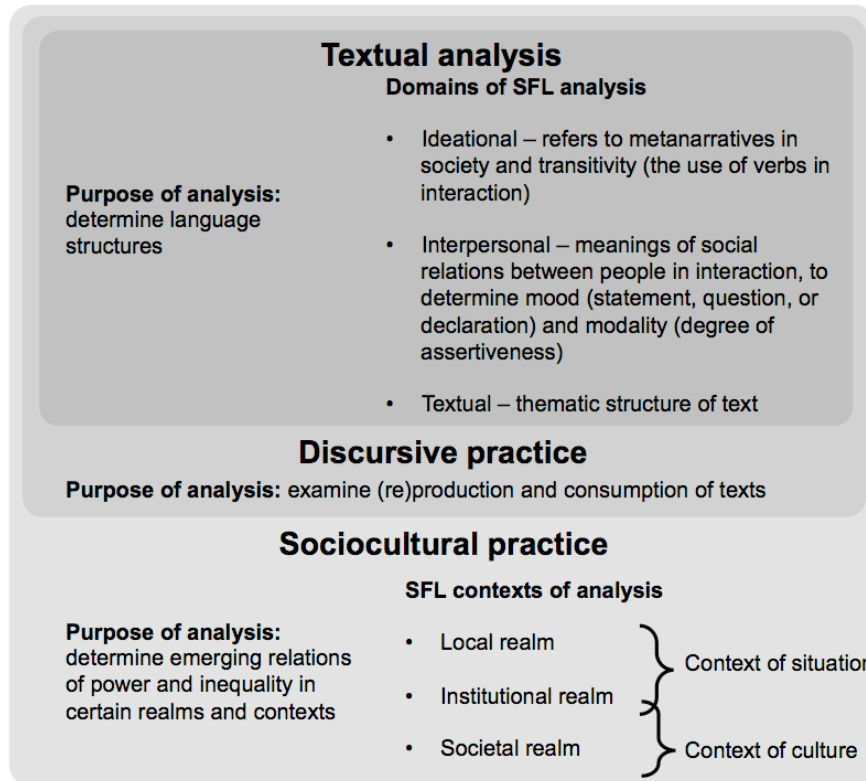 Textual analysis
Domains of SFL analysis
Purpose of analysis:
determine language
structures
• Ideational – refers to metanarratives in
society and transitivity (the use of verbs in
interaction)
• Interpersonal – meanings of social
relations between people in interaction, to
determine mood (statement, question, or
declaration) and modality (degree of
assertiveness)
• Textual – thematic structure of text
Discursive practice
Purpose of analysis: examine (re)production and consumption of texts
Sociocultural practice
SFL contexts of analysis
Purpose of analysis:
determine emerging relations
of power and inequality in
certain realms and contexts
• Local realm
• Institutional realm
• Societal realm
Context of situation
Context of culture